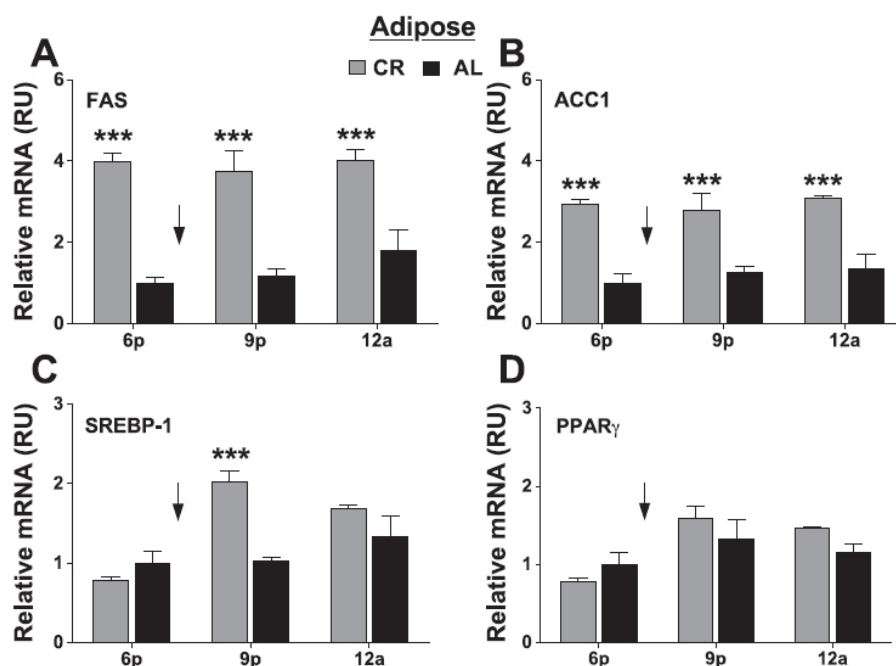 Adipose
CR AL
A
Relative mRNA (RU)
FAS
6
4
2
0
*** *** ***
6p 9p 12a
B
Relative mRNA (RU)
ACC1
6
4
2
0
*** *** ***
6p 9p 12a
C
Relative mRNA (RU)
SREBP-1
3
2
1
0
***
6p 9p 12a
D
Relative mRNA (RU)
PPARγ
3
2
1
0
6p 9p 12a